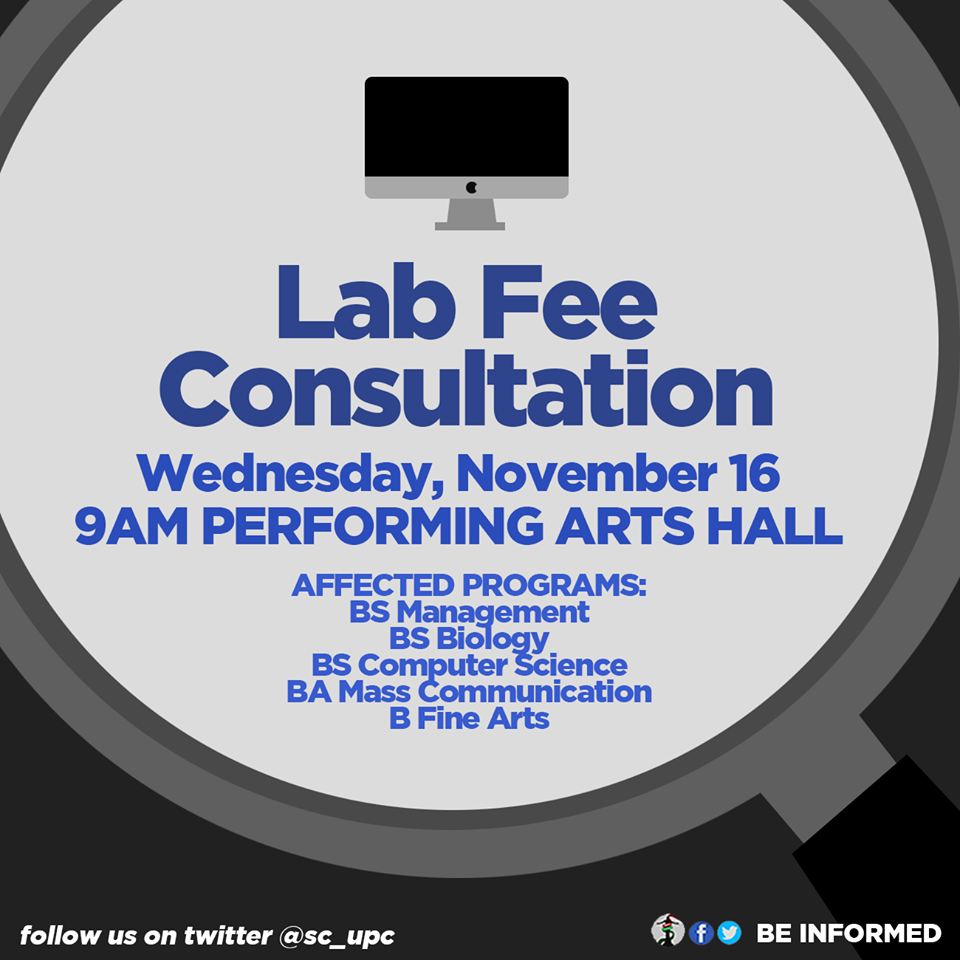 Lab Fee
Consultation
Wednesday, November 16
9AM PERFORMING ARTS HALL
AFFECTED PROGRAMS:
BS Management
BS Biology
BS Computer Science
BA Mass Communication
B Fine Arts
follow us on twitter @sc_upc
BE INFORMED